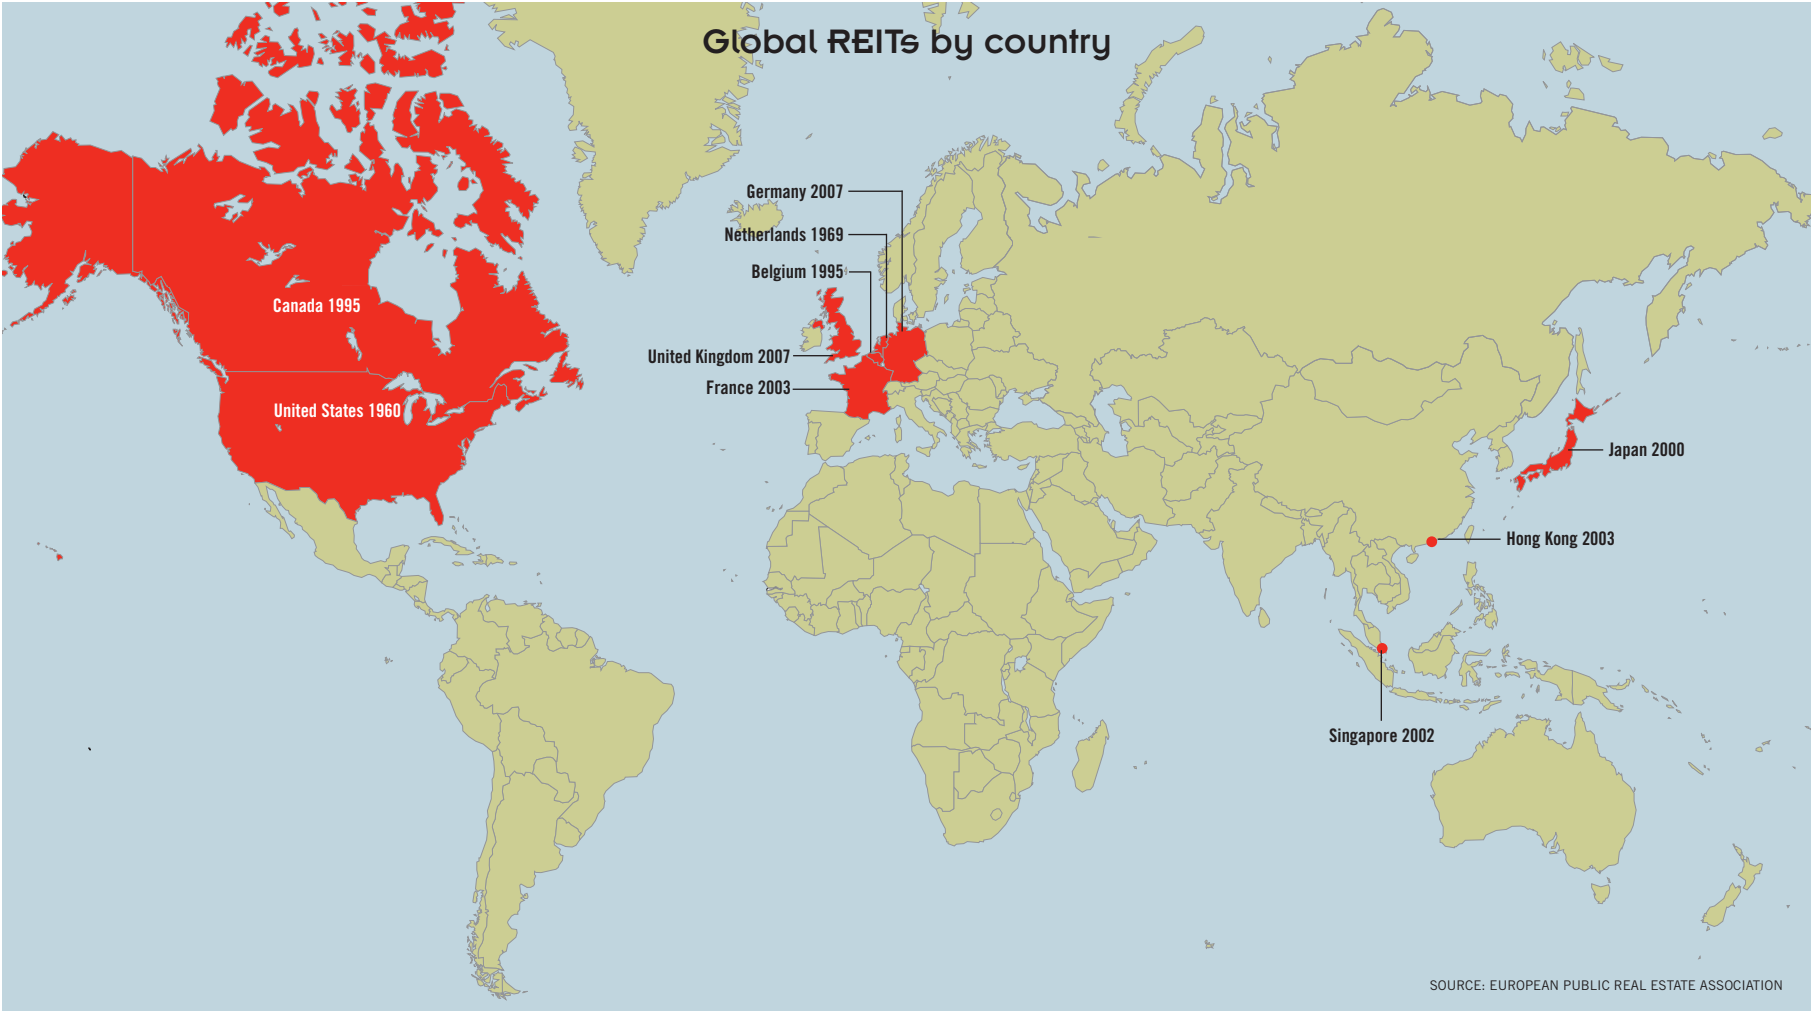 Global REITs by country
Germany 2007
Netherlands 1969
Belgium 1995
Canada 1995
United Kingdom 2007
France 2003
United States 1960
Japan 2000
Hong Kong 2003
Singapore 2002
SOURCE: EUROPEAN PUBLIC REAL ESTATE ASSOCIATION